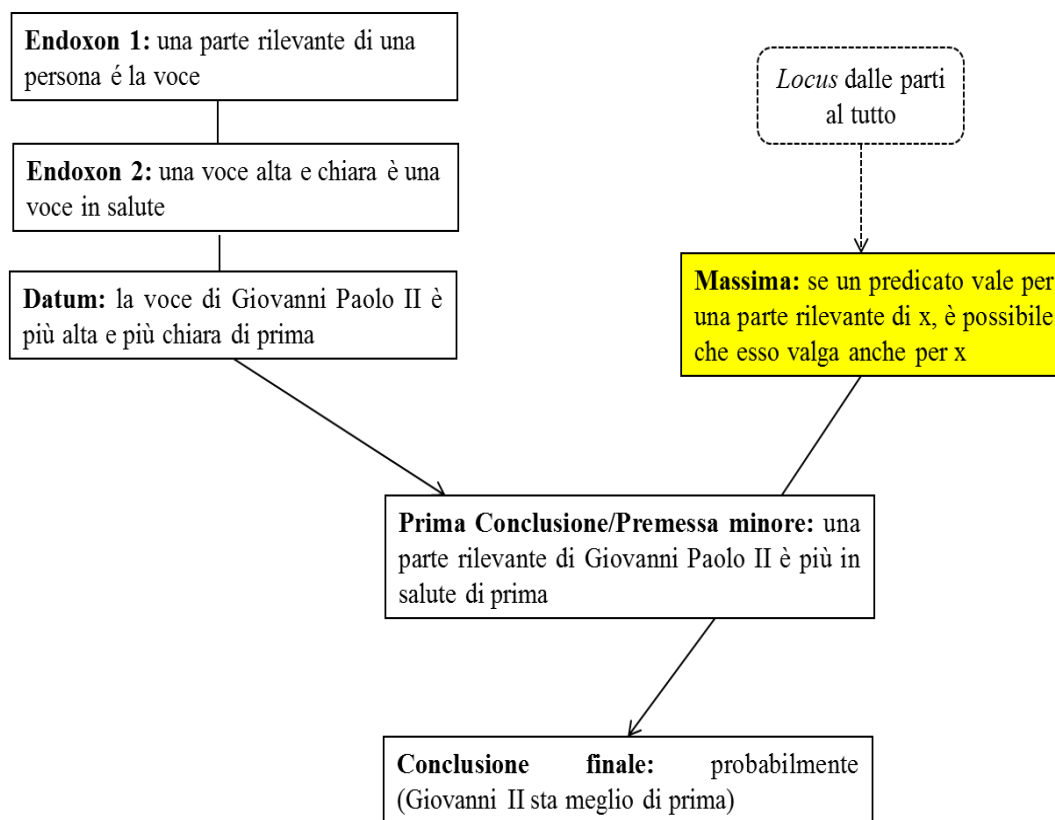 Endoxon 1: una parte rilevante di una
persona é la voce
Locus dalle parti
al tutto
Endoxon 2: una voce alta e chiara è una
voce in salute
Datum: la voce di Giovanni Paolo II è
più alta e più chiara di prima
Massima: se un predicato vale per
una parte rilevante di x, è possibile
che esso valga anche per x
Prima Conclusione/Premessa minore: una
parte rilevante di Giovanni Paolo II è più in
salute di prima
Conclusione finale: probabilmente
(Giovanni II sta meglio di prima)